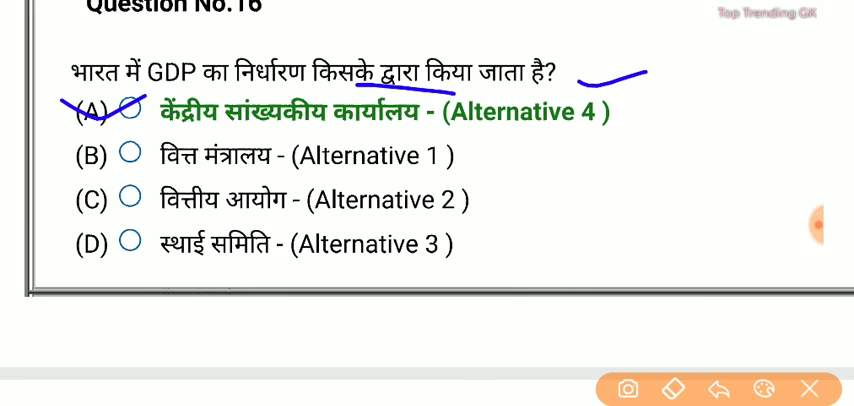 Question No.16
Top Trending GK
भारत में GDP का निर्धारण किसके द्वारा किया जाता है?
(A) केंद्रीय सांख्यकीय कार्यालय - (Alternative 4 )
(B) वित्त मंत्रालय - (Alternative 1 )
(C) वित्तीय आयोग - (Alternative 2 )
(D) स्थाई समिति - (Alternative 3 )